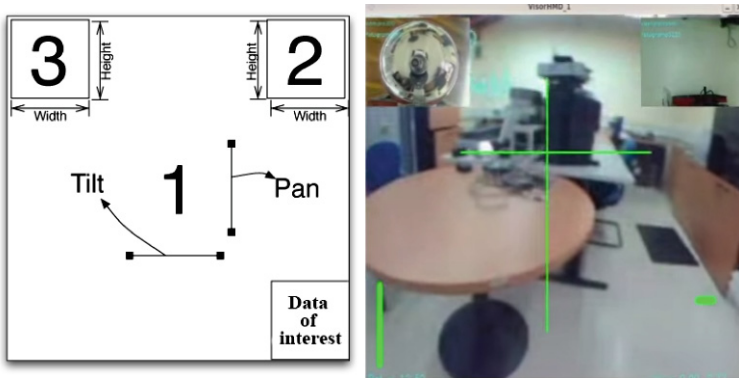 3
Height
Width
Height
2
Width
1
Tilt
Pan
Data
of
interest
VisorHMD_1